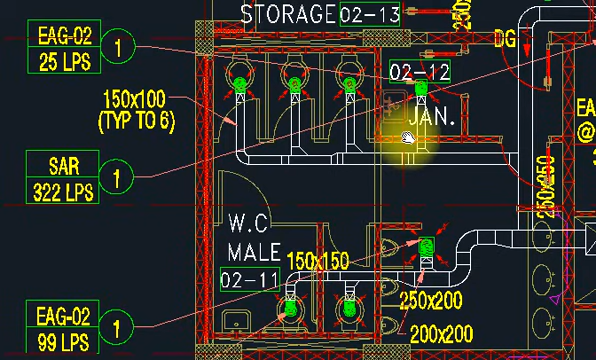 STORAGE 02-13
EAG-02
25 LPS
1
DG
02-12
150x100
(TYP TO 6)
JAN.
SAR
322 LPS
1
W.C
MALE
02-11
150x150
250x200
200x200
EAG-02
99 LPS
1